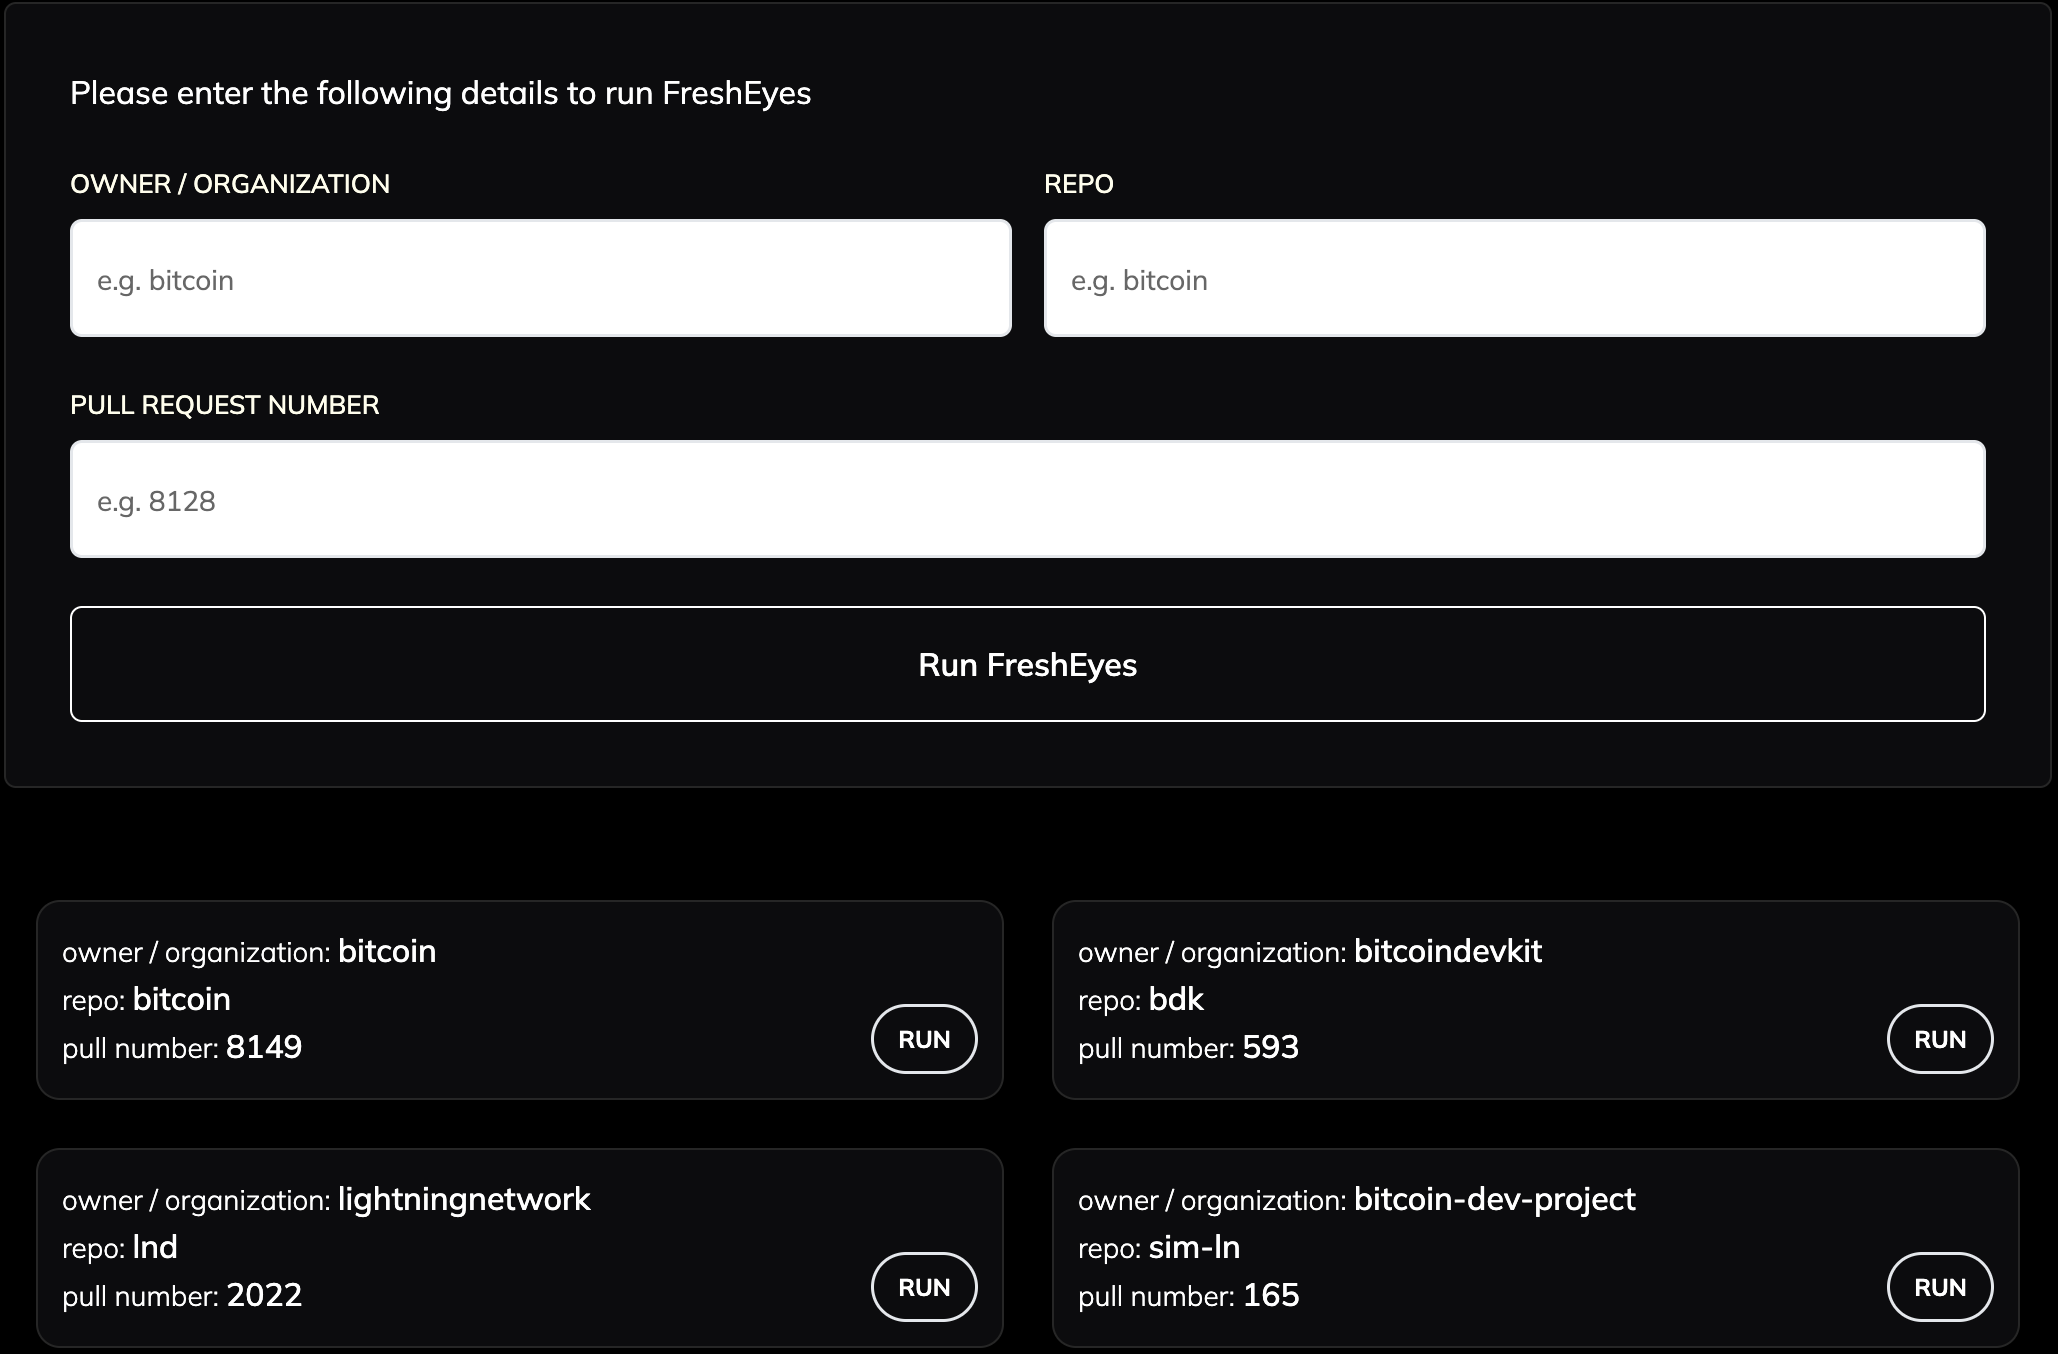 Please enter the following details to run FreshEyes
OWNER / ORGANIZATION
REPO
e.g. bitcoin
e.g. bitcoin
PULL REQUEST NUMBER
e.g. 8128
Run FreshEyes
owner / organization: bitcoin
repo: bitcoin
pull number: 8149
RUN
owner / organization: bitcoindevkit
repo: bdk
pull number: 593
RUN
owner / organization: lightningnetwork
repo: lnd
pull number: 2022
RUN
owner / organization: bitcoin-dev-project
repo: sim-ln
pull number: 165
RUN